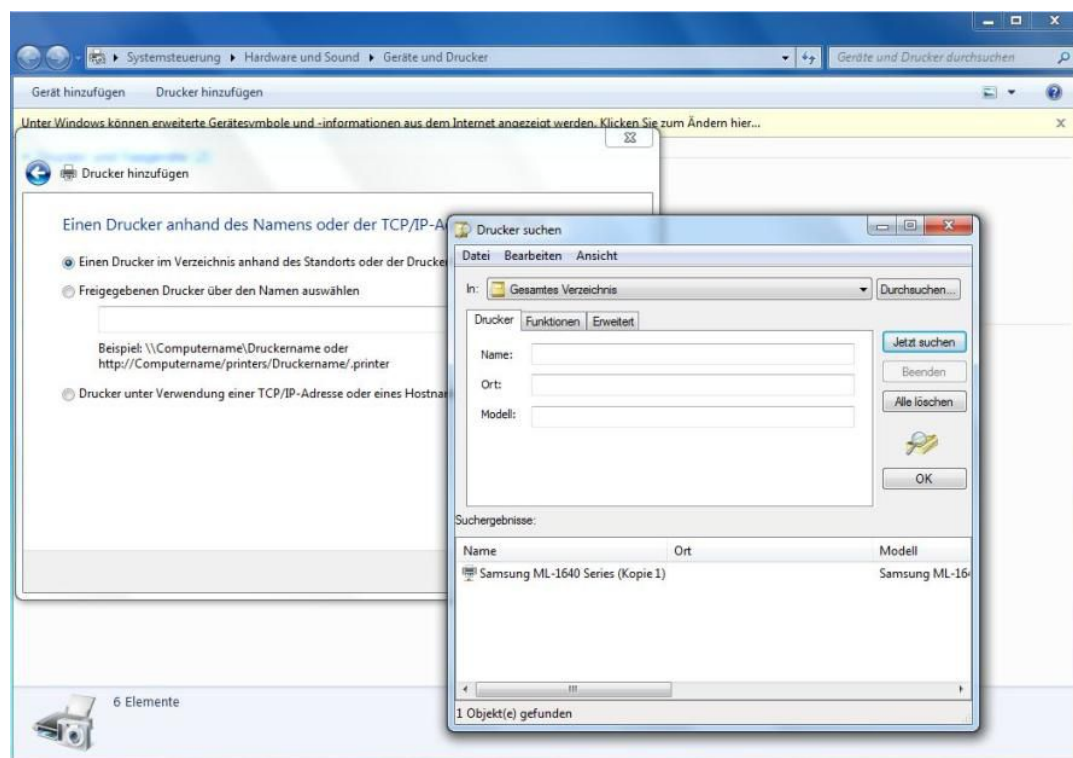 Systemsteuerung ▸ Hardware und Sound ▸ Geräte und Drucker
Geräte und Drucker durchsuchen
Gerät hinzufügen Drucker hinzufügen
Unter Windows können erweiterte Gerätesymbole und -informationen aus dem Internet angezeigt werden. Klicken Sie zum Ändern hier...
Drucker hinzufügen
Einen Drucker anhand des Namens oder der TCP/IP-A
Einen Drucker im Verzeichnis anhand des Standorts oder der Drucke
Freigegebenen Drucker über den Namen auswählen
Beispiel: \\Computername\Druckername oder
http://Computername/printers/Druckername/.printer
Drucker unter Verwendung einer TCP/IP-Adresse oder eines Hostna
Drucker suchen
Datei Bearbeiten Ansicht
In: Gesamtes Verzeichnis Durchsuchen...
Drucker Funktionen Erweitert
Name:
Ort:
Modell:
Jetzt suchen
Beenden
Alle löschen
OK
Suchergebnisse:
Name Ort Modell
Samsung ML-1640 Series (Kopie 1) Samsung ML-164
1 Objekt(e) gefunden
6 Elemente